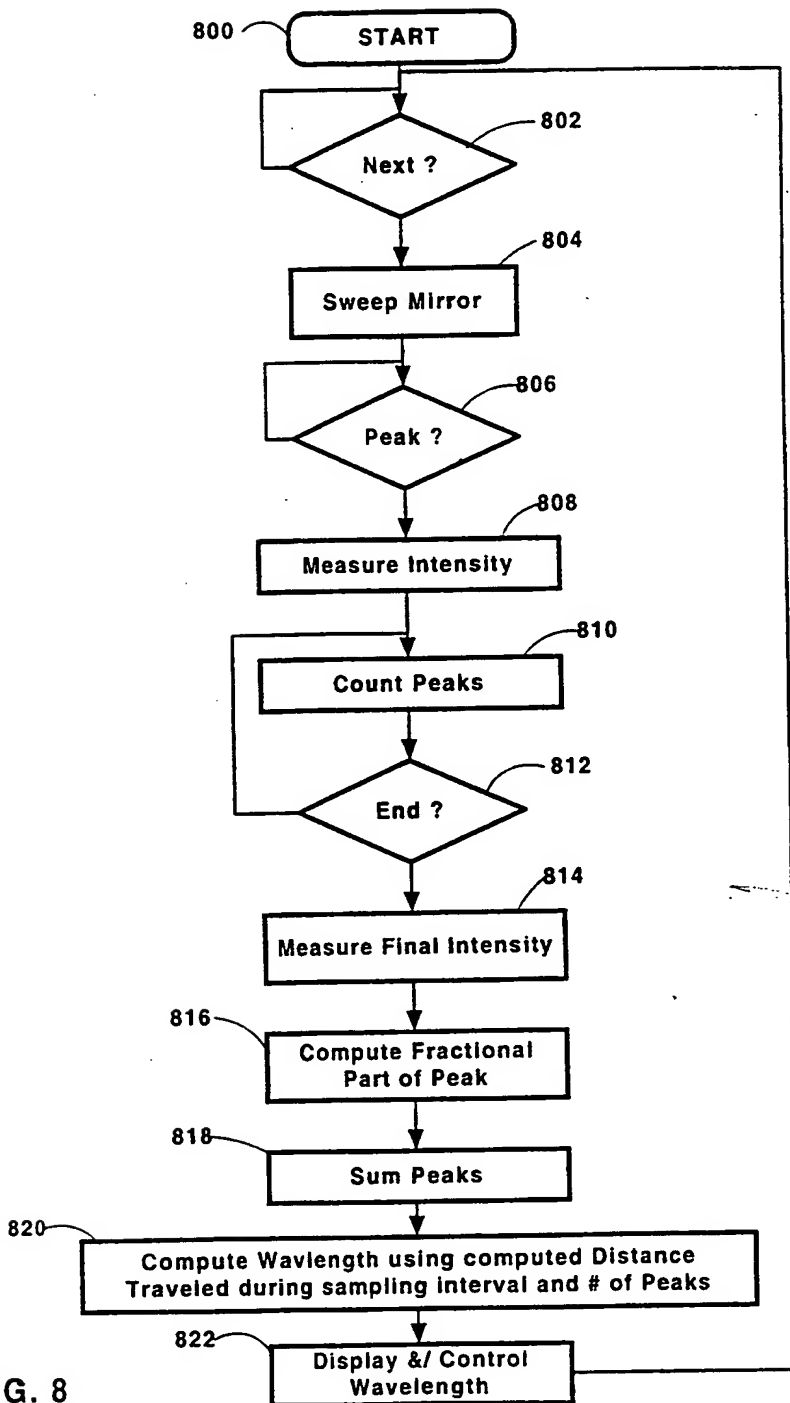 800
START
802
Next ?
804
Sweep Mirror
806
Peak ?
808
Measure Intensity
810
Count Peaks
812
End ?
814
Measure Final Intensity
816
Compute Fractional
Part of Peak
818
Sum Peaks
820
Compute Wavlength using computed Distance
Traveled during sampling interval and # of Peaks
822
Display &/ Control
Wavelength
G. 8